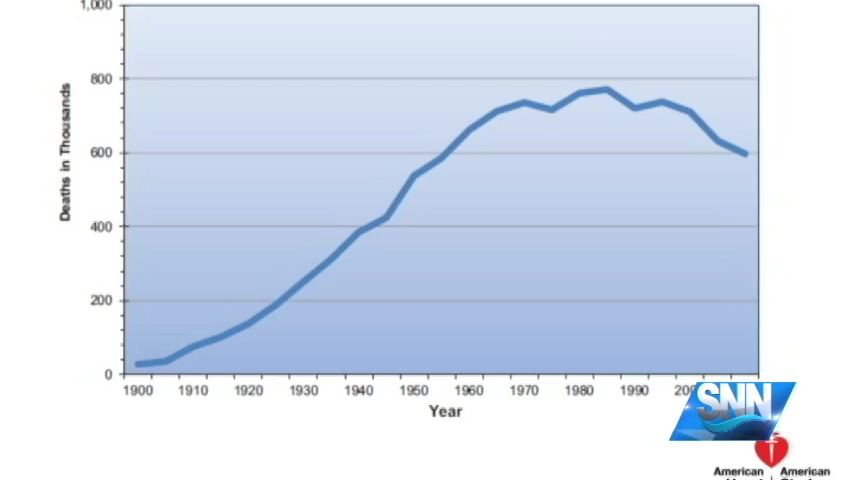 1,000
800
600
400
200
0
Deaths in Thousands
1900 1910 1920 1930 1940 1950 1960 1970 1980 1990
Year
SNN
American American